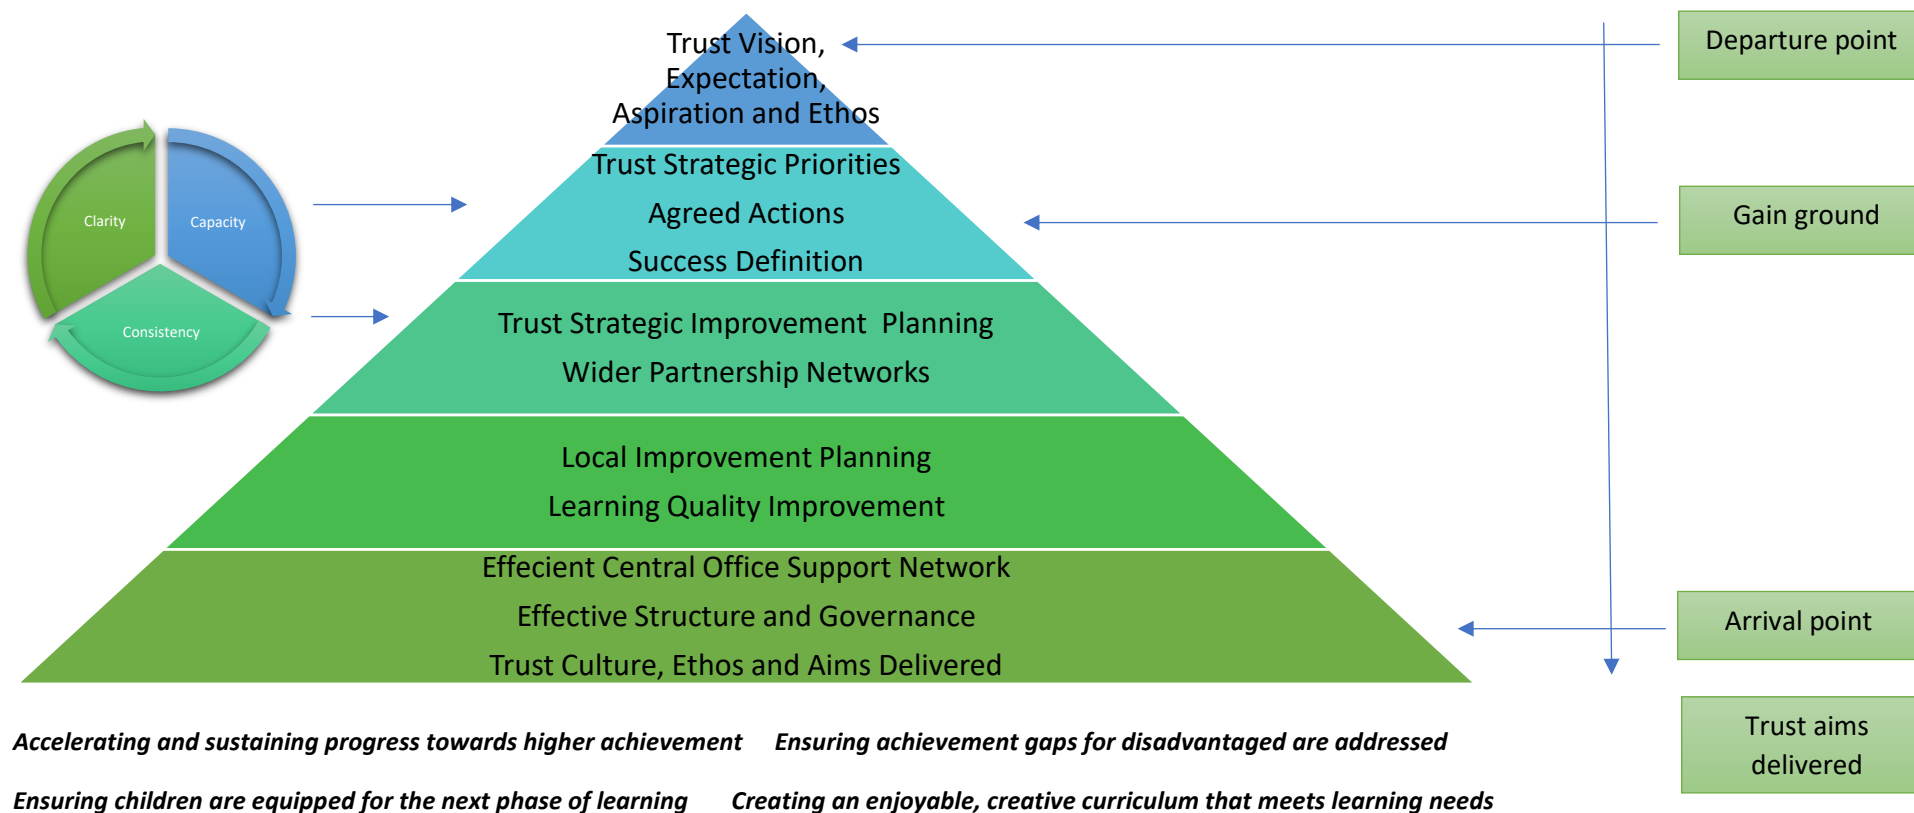 Trust Vision,
Expectation,
Aspiration and Ethos
Departure point
Trust Strategic Priorities
Agreed Actions
Success Definition
Gain ground
Clarity
Capacity
Consistency
Trust Strategic Improvement  Planning
Wider Partnership Networks
Local Improvement Planning
Learning Quality Improvement
Effecient Central Office Support Network
Effective Structure and Governance
Trust Culture, Ethos and Aims Delivered
Arrival point
Trust aims
delivered
Accelerating and sustaining progress towards higher achievement    Ensuring achievement gaps for disadvantaged are addressed
Ensuring children are equipped for the next phase of learning    Creating an enjoyable, creative curriculum that meets learning needs